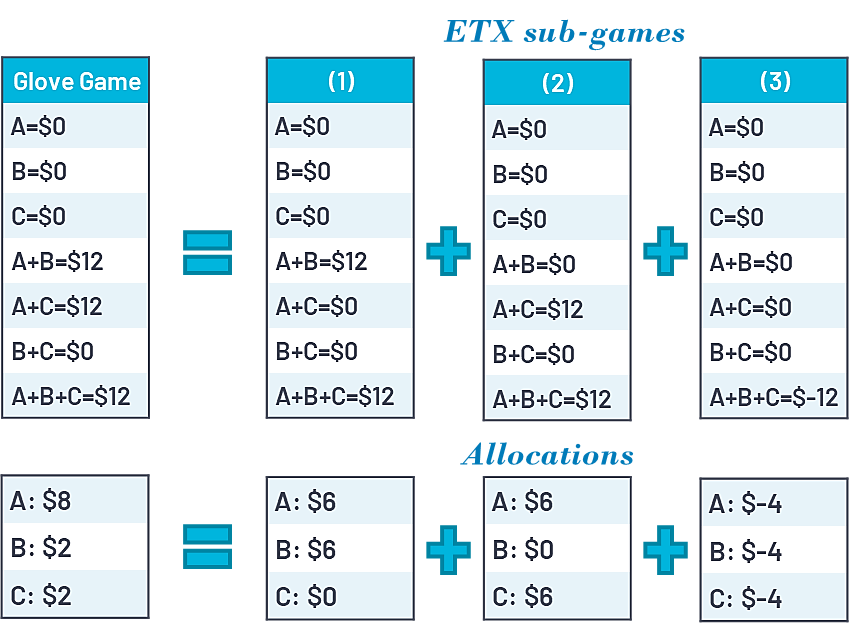 ETX sub-games
Glove Game
A=$0
B=$0
C=$0
A+B=$12
A+C=$12
B+C=$0
A+B+C=$12
(1)
A=$0
B=$0
C=$0
A+B=$12
A+C=$0
B+C=$0
A+B+C=$12
(2)
A=$0
B=$0
C=$0
A+B=$0
A+C=$12
B+C=$0
A+B+C=$12
(3)
A=$0
B=$0
C=$0
A+B=$0
A+C=$0
B+C=$0
A+B+C=$-12
Allocations
A: $8
B: $2
C: $2
A: $6
B: $6
C: $0
A: $6
B: $0
C: $6
A: $-4
B: $-4
C: $-4